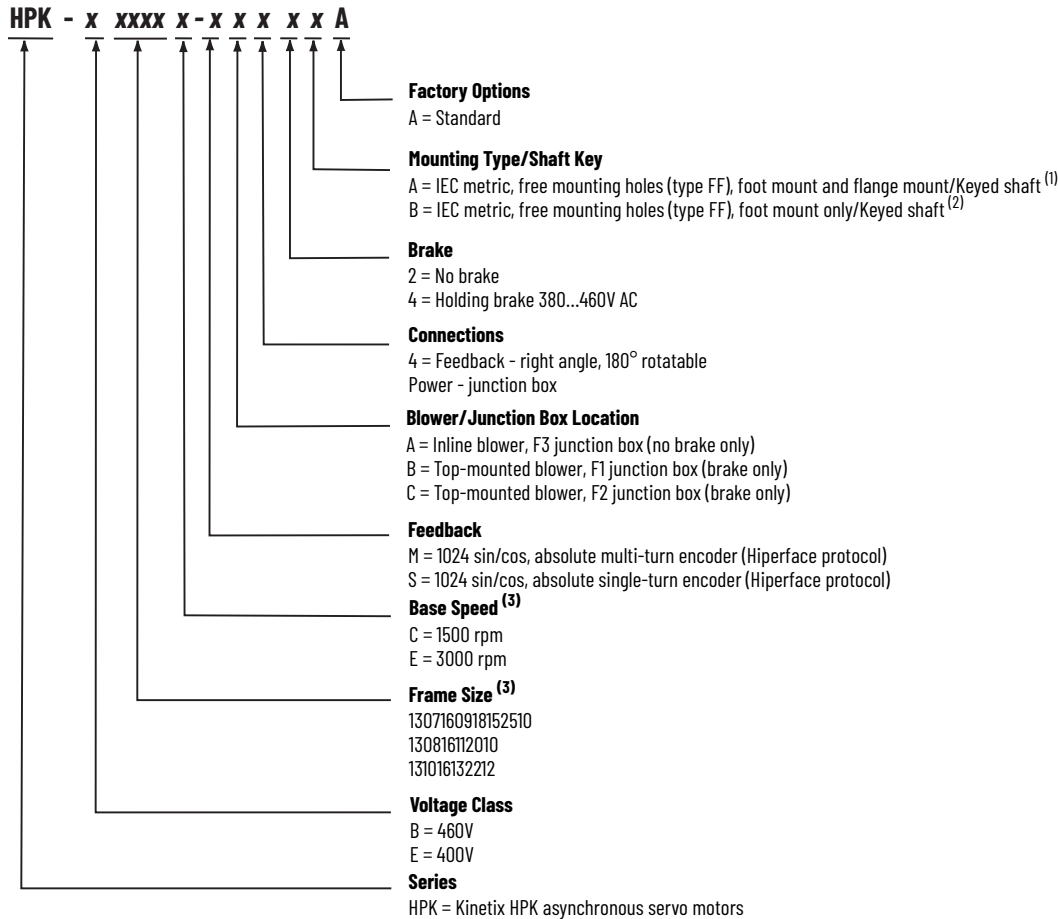 HPK - x xxxx x - x x x x x A
Factory Options
A = Standard
Mounting Type/Shaft Key
A = IEC metric, free mounting holes (type FF), foot mount and flange mount/Keyed shaft (1)
B = IEC metric, free mounting holes (type FF), foot mount only/Keyed shaft (2)
Brake
2 = No brake
4 = Holding brake 380...460V AC
Connections
4 = Feedback - right angle, 180° rotatable
Power - junction box
Blower/Junction Box Location
A = Inline blower, F3 junction box (no brake only)
B = Top-mounted blower, F1 junction box (brake only)
C = Top-mounted blower, F2 junction box (brake only)
Feedback
M = 1024 sin/cos, absolute multi-turn encoder (Hiperface protocol)
S = 1024 sin/cos, absolute single-turn encoder (Hiperface protocol)
Base Speed (3)
C = 1500 rpm
E = 3000 rpm
Frame Size (3)
1307160918152510
130816112010
131016132212
Voltage Class
B = 460V
E = 400V
Series
HPK = Kinetix HPK asynchronous servo motors